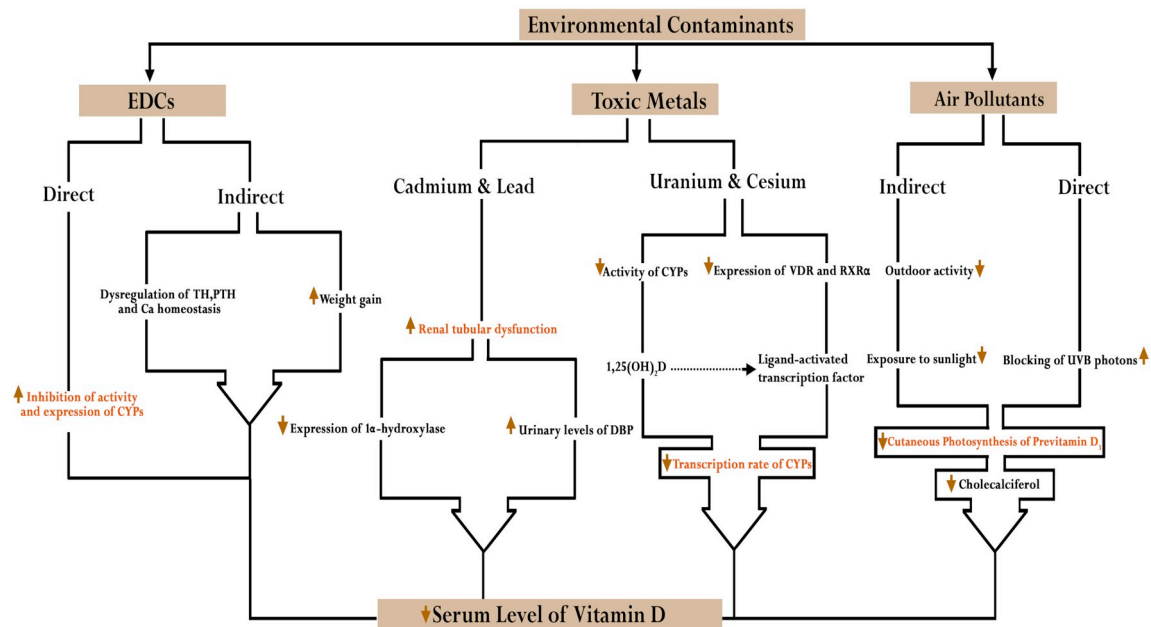 Environmental Contaminants
EDCs
Toxic Metals
Air Pollutants
Direct
Indirect
Cadmium & Lead
Uranium & Cesium
Indirect
Direct
Dysregulation of TH,PTH
and Ca homeostasis
↑ Weight gain
↑ Inhibition of activity
and expression of CYPs
↑ Renal tubular dysfunction
↓ Expression of 1α-hydroxylase
↑ Urinary levels of DBP
↓ Activity of CYPs
↓ Expression of VDR and RXRα
1,25(OH)₂D
Ligand-activated
transcription factor
↓ Transcription rate of CYPs
Outdoor activity ↓
Exposure to sunlight ↓
Blocking of UVB photons ↑
↓ Cutaneous Photosynthesis of Previtamin D₃
↓ Cholecalciferol
↓ Serum Level of Vitamin D